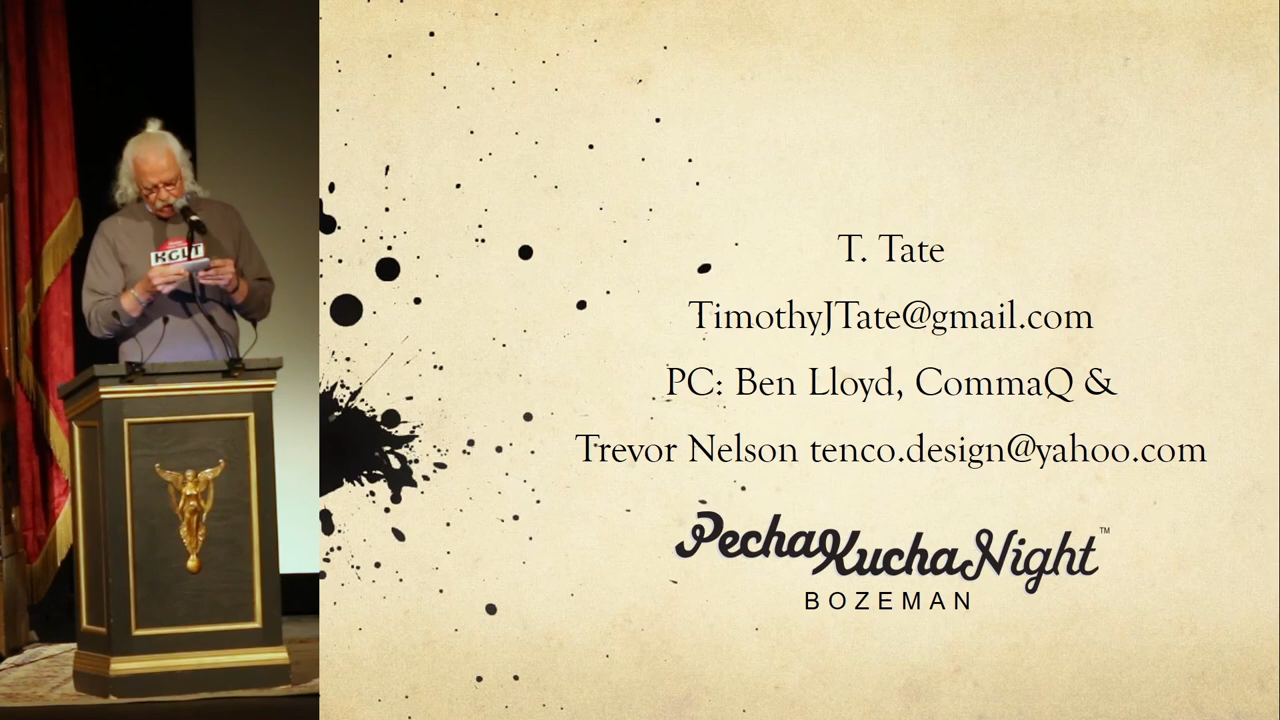 KGLT
T. Tate
TimothyJTate@gmail.com
PC: Ben Lloyd, CommaQ &
Trevor Nelson tenco.design@yahoo.com
PechaKuchaNight™
BOZEMAN